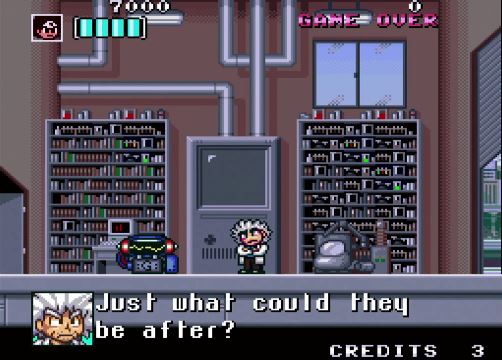 7000
0
GAME OVER
Just what could they
be after?
CREDITS 3